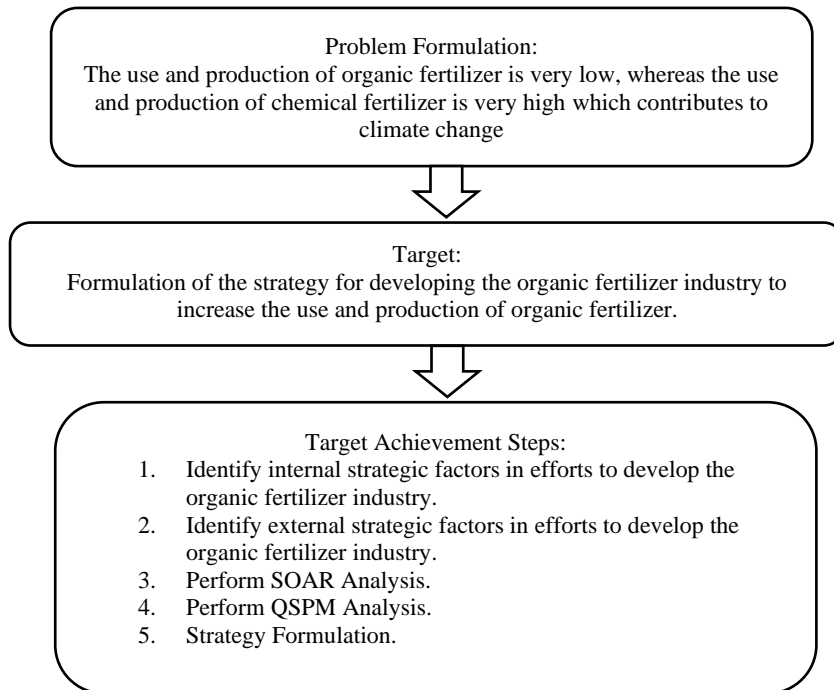 Problem Formulation:
The use and production of organic fertilizer is very low, whereas the use
and production of chemical fertilizer is very high which contributes to
climate change
Target:
Formulation of the strategy for developing the organic fertilizer industry to
increase the use and production of organic fertilizer.
Target Achievement Steps:
1. Identify internal strategic factors in efforts to develop the
organic fertilizer industry.
2. Identify external strategic factors in efforts to develop the
organic fertilizer industry.
3. Perform SOAR Analysis.
4. Perform QSPM Analysis.
5. Strategy Formulation.